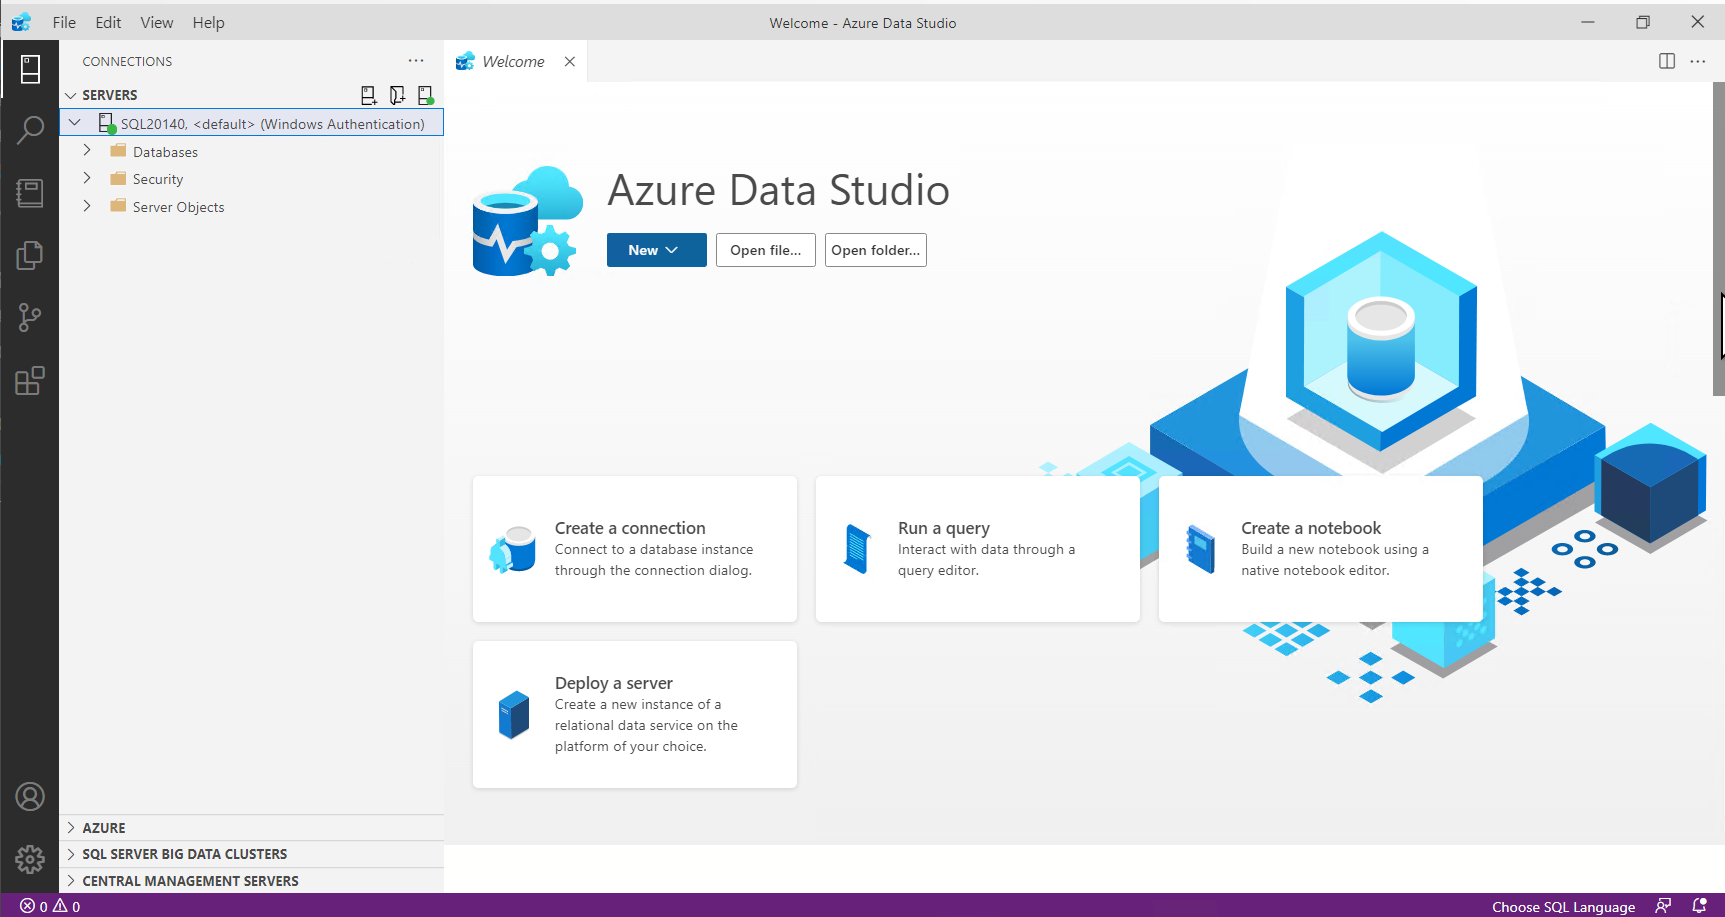 File Edit View Help
Welcome - Azure Data Studio
CONNECTIONS
Welcome
SERVERS
SQL20140, <default> (Windows Authentication)
Databases
Security
Server Objects
Azure Data Studio
New
Open file...
Open folder...
Create a connection
Connect to a database instance
through the connection dialog.
Run a query
Interact with data through a
query editor.
Create a notebook
Build a new notebook using a
native notebook editor.
Deploy a server
Create a new instance of a
relational data service on the
platform of your choice.
AZURE
SQL SERVER BIG DATA CLUSTERS
CENTRAL MANAGEMENT SERVERS
0 0
Choose SQL Language